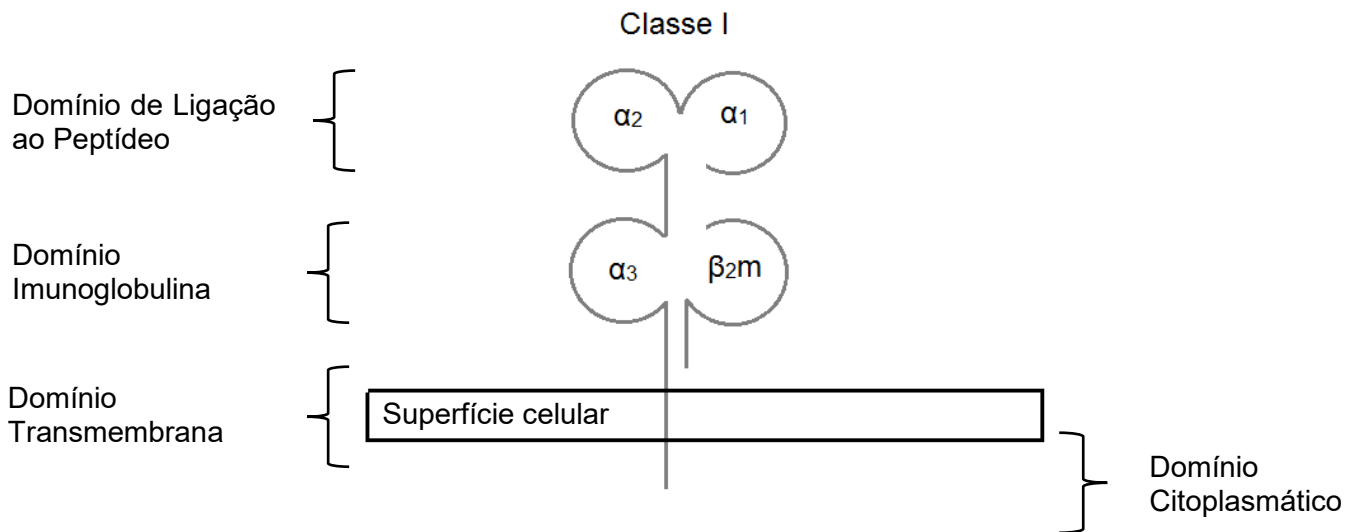 Classe I
Domínio de Ligação
ao Peptídeo
α2
α1
Domínio
Imunoglobulina
α3
β2m
Domínio
Transmembrana
Superfície celular
Domínio
Citoplasmático